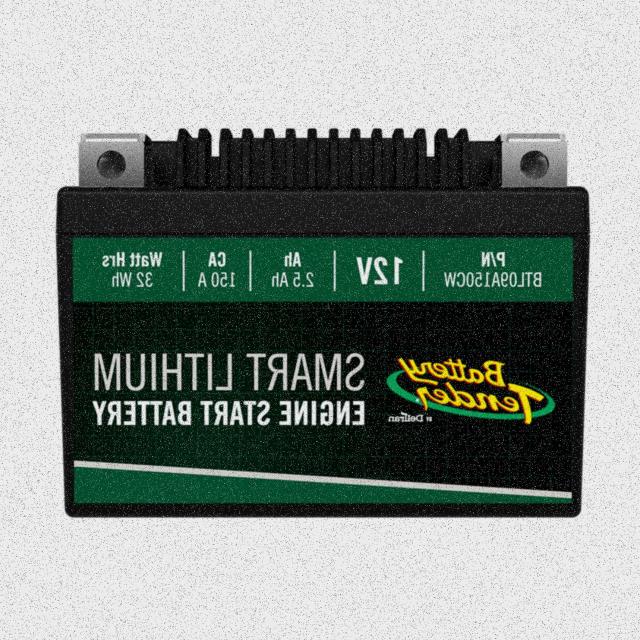 P/N
BTL09A150CW
12V
Ah
2.5 Ah
CA
150 A
Watt Hrs
32 Wh
Battery
Tender
Deltran
SMART LITHIUM
ENGINE START BATTERY